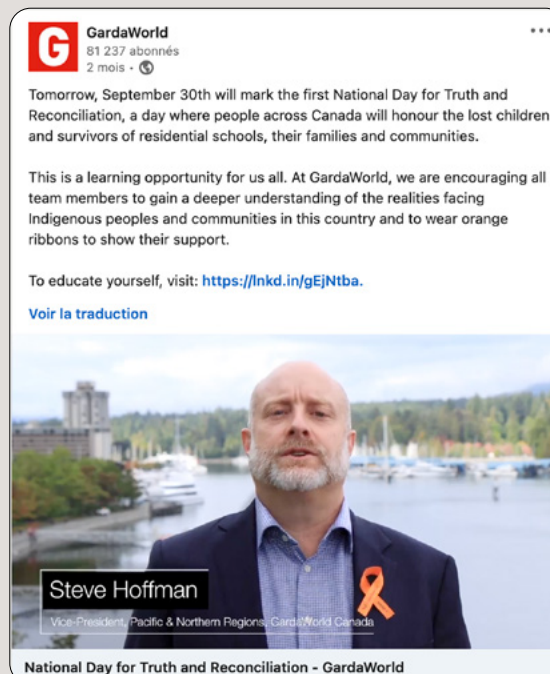 G
GardaWorld
81 237 abonnés
2 mois •
Tomorrow, September 30th will mark the first National Day for Truth and
Reconciliation, a day where people across Canada will honour the lost children
and survivors of residential schools, their families and communities.
This is a learning opportunity for us all. At GardaWorld, we are encouraging all
team members to gain a deeper understanding of the realities facing
Indigenous peoples and communities in this country and to wear orange
ribbons to show their support.
To educate yourself, visit: https://lnkd.in/gEjNtba.
Voir la traduction
Steve Hoffman
Vice-President, Pacific & Northern Regions, GardaWorld Canada
National Day for Truth and Reconciliation - GardaWorld